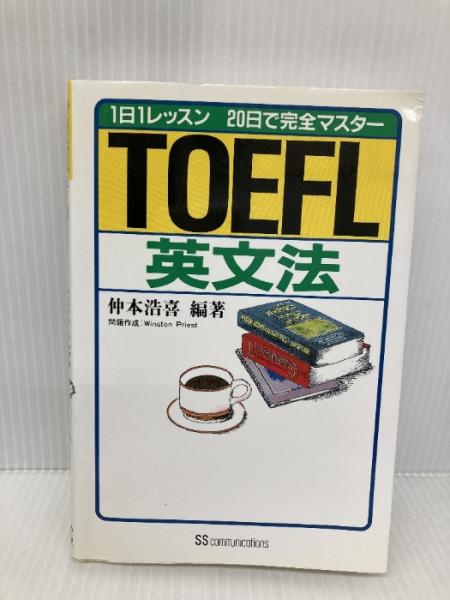 1日1レッスン 20日で完全マスター
TOEFL
英文法
仲本浩喜 編著
問題作成:Winston Priest
SS communications